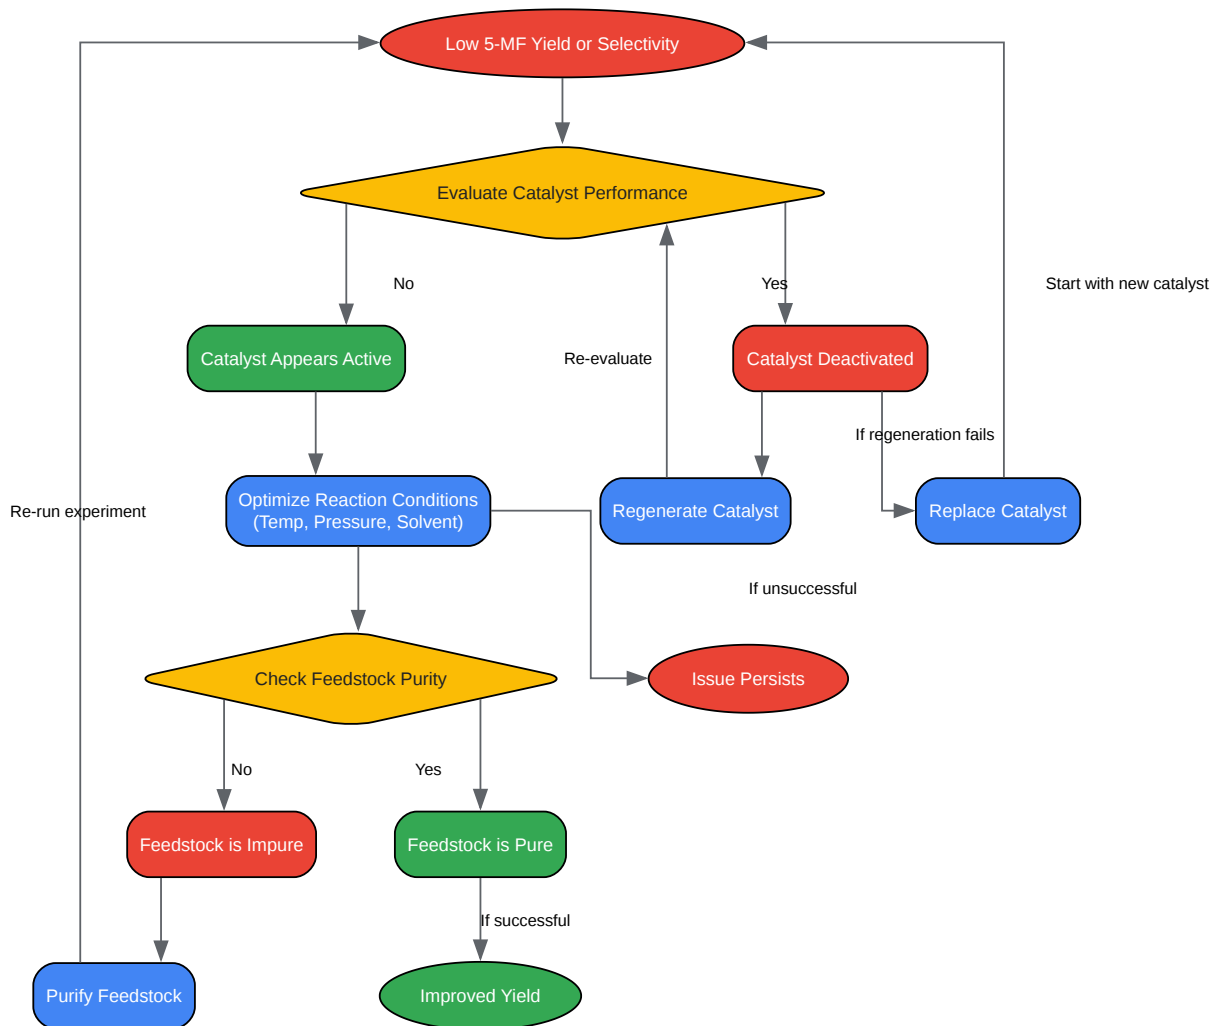 Low 5-MF Yield or Selectivity
Evaluate Catalyst Performance
No
Yes
Start with new catalyst
Catalyst Appears Active
Re-evaluate
Catalyst Deactivated
If regeneration fails
Re-run experiment
Optimize Reaction Conditions
(Temp, Pressure, Solvent)
Regenerate Catalyst
Replace Catalyst
If unsuccessful
Check Feedstock Purity
Issue Persists
No
Yes
Feedstock is Impure
Feedstock is Pure
If successful
Purify Feedstock
Improved Yield